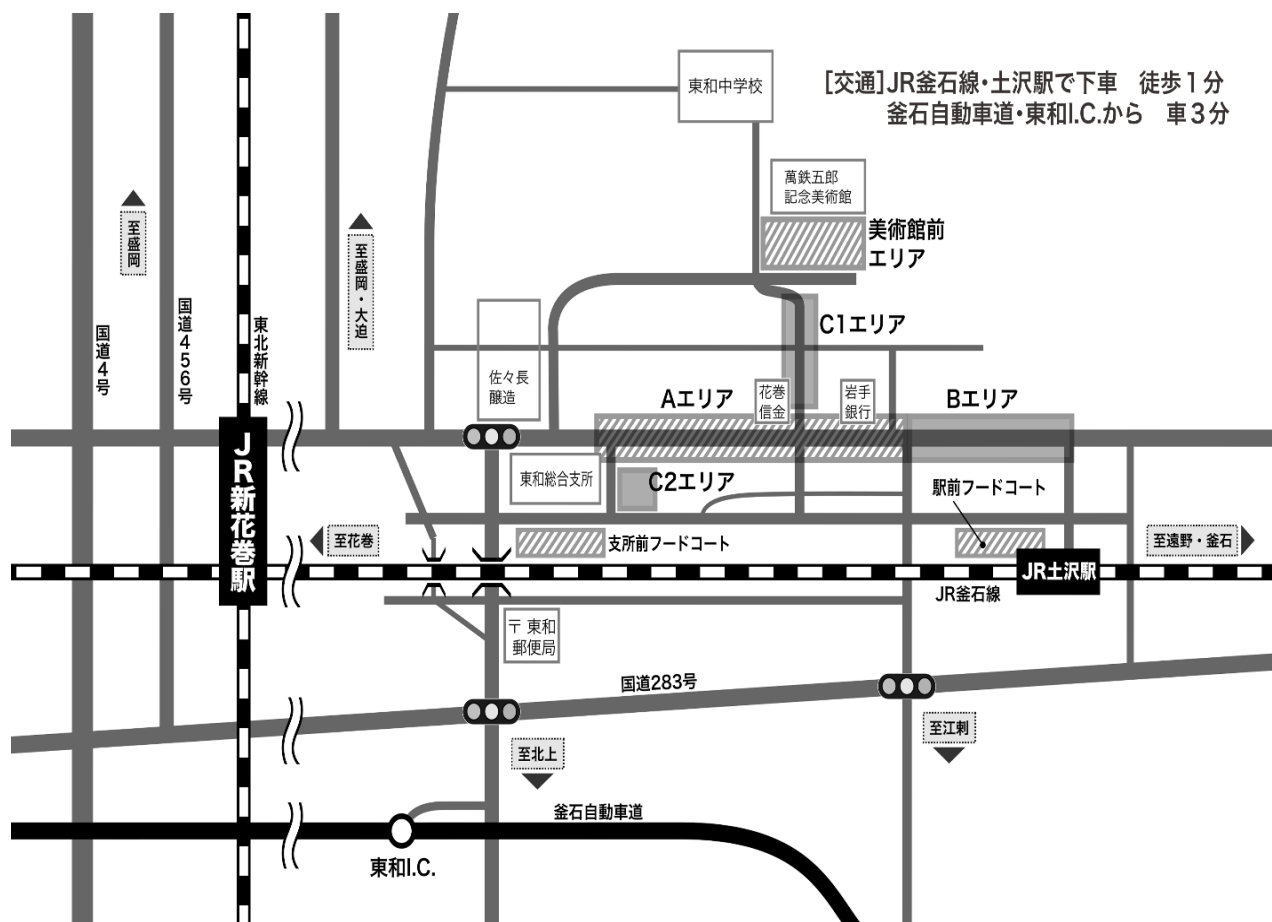 [交通]JR釜石線・土沢駅で下車　徒歩1分
釜石自動車道・東和I.C.から　車3分
東和中学校
萬鉄五郎
記念美術館
美術館前
エリア
至盛岡
至盛岡・大迫
国道4号
国道456号
東北新幹線
C1エリア
佐々長
醸造
Aエリア
花巻
信金
岩手
銀行
Bエリア
JR新花巻駅
東和総合支所
C2エリア
駅前フードコート
至花巻
支所前フードコート
至遠野・釜石
JR土沢駅
JR釜石線
〒東和
郵便局
国道283号
至北上
至江刺
釜石自動車道
東和I.C.